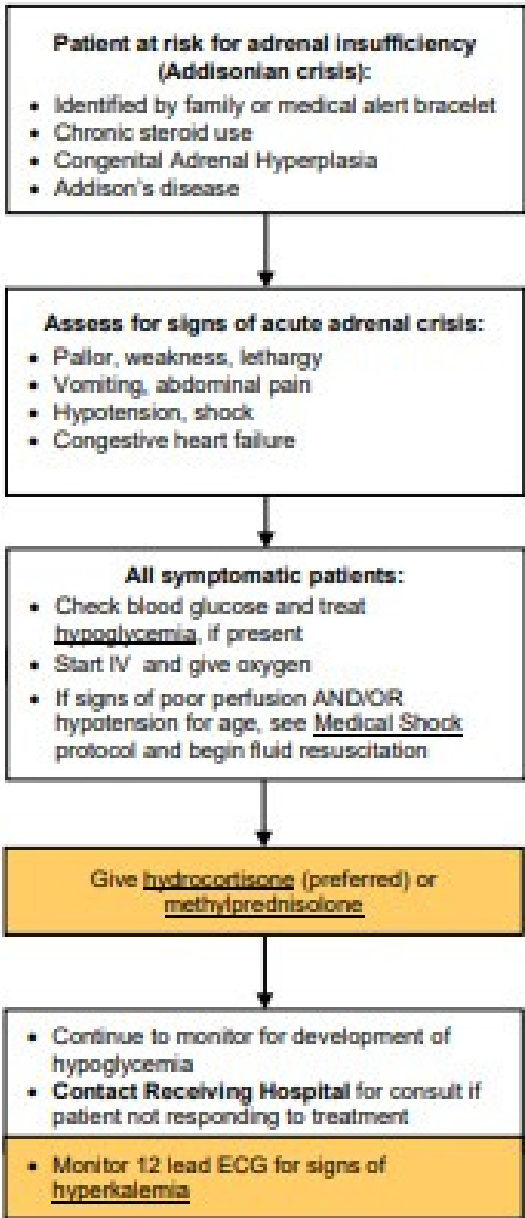 Patient at risk for adrenal insufficiency
(Addisonian crisis):
• Identified by family or medical alert bracelet
• Chronic steroid use
• Congenital Adrenal Hyperplasia
• Addison's disease
Assess for signs of acute adrenal crisis:
• Pallor, weakness, lethargy
• Vomiting, abdominal pain
• Hypotension, shock
• Congestive heart failure
All symptomatic patients:
• Check blood glucose and treat
hypoglycemia, if present
• Start IV and give oxygen
• If signs of poor perfusion AND/OR
hypotension for age, see Medical Shock
protocol and begin fluid resuscitation
Give hydrocortisone (preferred) or
methylprednisolone
• Continue to monitor for development of
hypoglycemia
• Contact Receiving Hospital for consult if
patient not responding to treatment
• Monitor 12 lead ECG for signs of
hyperkalemia